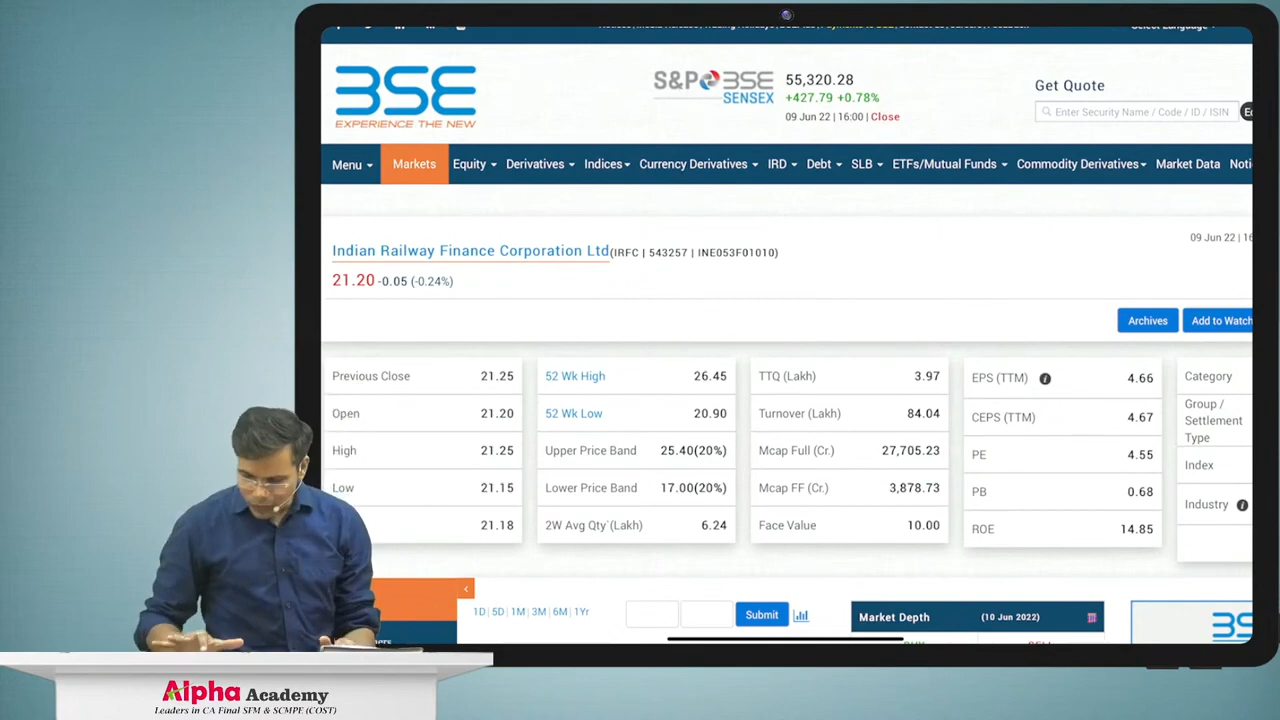 BSE
EXPERIENCE THE NEW
S&P BSE
SENSEX
55,320.28
+427.79 +0.78%
09 Jun 22 | 16:00 | Close
Get Quote
Enter Security Name / Code / ID / ISIN
Menu
Markets
Equity
Derivatives
Indices
Currency Derivatives
IRD
Debt
SLB
ETFs/Mutual Funds
Commodity Derivatives
Market Data
Noti
Indian Railway Finance Corporation Ltd(IRFC | 543257 | INE053F01010)
09 Jun 22 | 16
21.20 -0.05 (-0.24%)
Archives
Add to Watch
Previous Close 21.25
Open 21.20
High 21.25
Low 21.15
21.18
52 Wk High 26.45
52 Wk Low 20.90
Upper Price Band 25.40(20%)
Lower Price Band 17.00(20%)
2W Avg Qty (Lakh) 6.24
TTQ (Lakh) 3.97
Turnover (Lakh) 84.04
Mcap Full (Cr.) 27,705.23
Mcap FF (Cr.) 3,878.73
Face Value 10.00
EPS (TTM) 4.66
CEPS (TTM) 4.67
PE 4.55
PB 0.68
ROE 14.85
Category
Group /
Settlement
Type
Index
Industry
1D| 5D| 1M| 3M| 6M| 1Yr
Submit
Market Depth (10 Jun 2022)
BS
Alpha Academy
Leaders in CA Final SFM & SCMPE (COST)